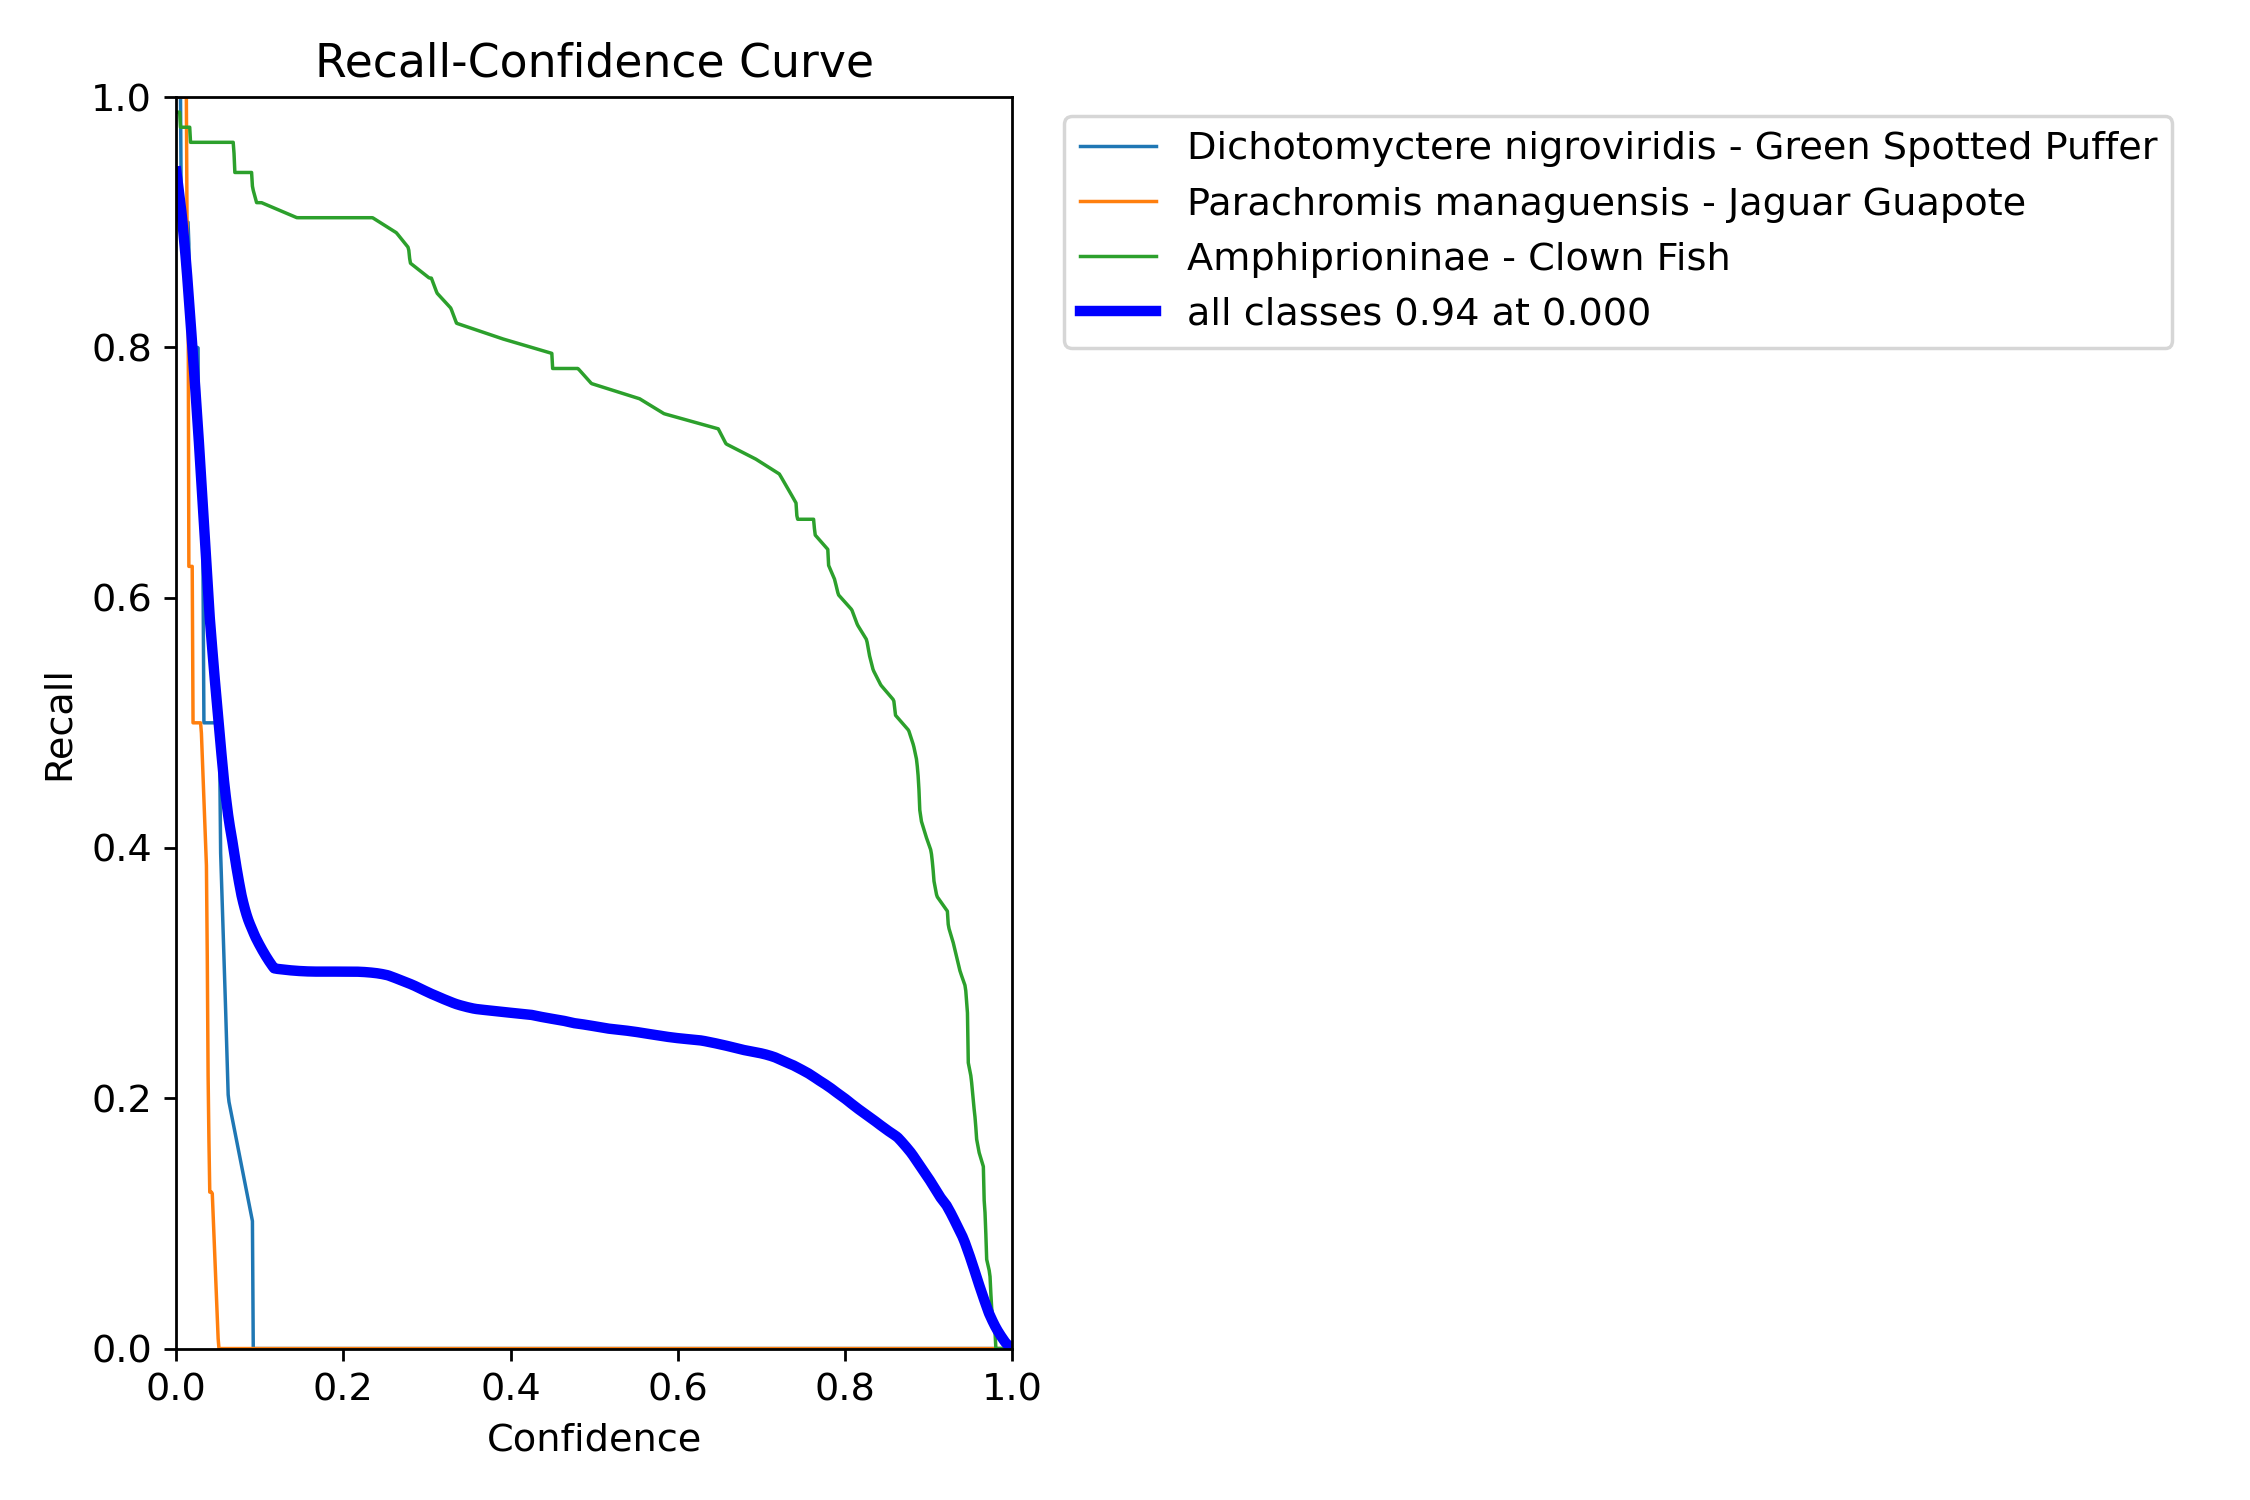 Recall-Confidence Curve
1.0
0.8
0.6
0.4
0.2
0.0
Recall
0.0 0.2 0.4 0.6 0.8 1.0
Confidence
Dichotomyctere nigroviridis - Green Spotted Puffer
Parachromis managuensis - Jaguar Guapote
Amphiprioninae - Clown Fish
all classes 0.94 at 0.000